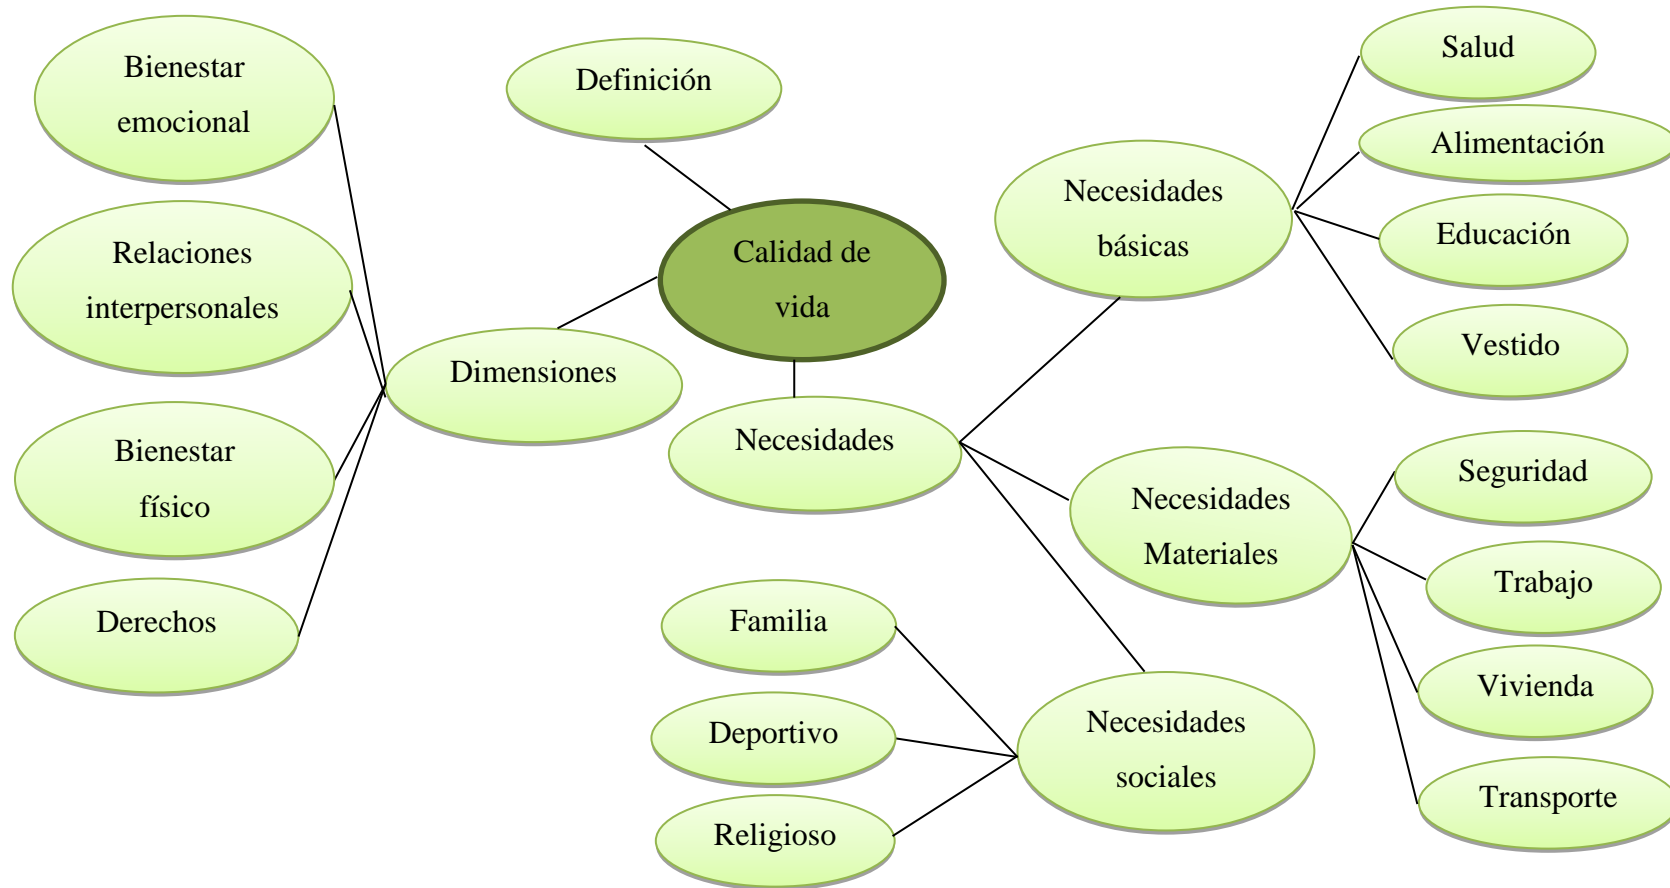 Bienestar
emocional
Relaciones
interpersonales
Bienestar
físico
Derechos
Dimensiones
Definición
Calidad de
vida
Necesidades
Necesidades
básicas
Salud
Alimentación
Educación
Vestido
Necesidades
Materiales
Seguridad
Trabajo
Vivienda
Transporte
Necesidades
sociales
Familia
Deportivo
Religioso